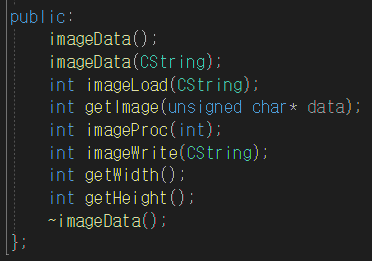 public:
imageData();
imageData(CString);
int imageLoad(CString);
int getImage(unsigned char* data);
int imageProc(int);
int imageWrite(CString);
int getWidth();
int getHeight();
~imageData();
};